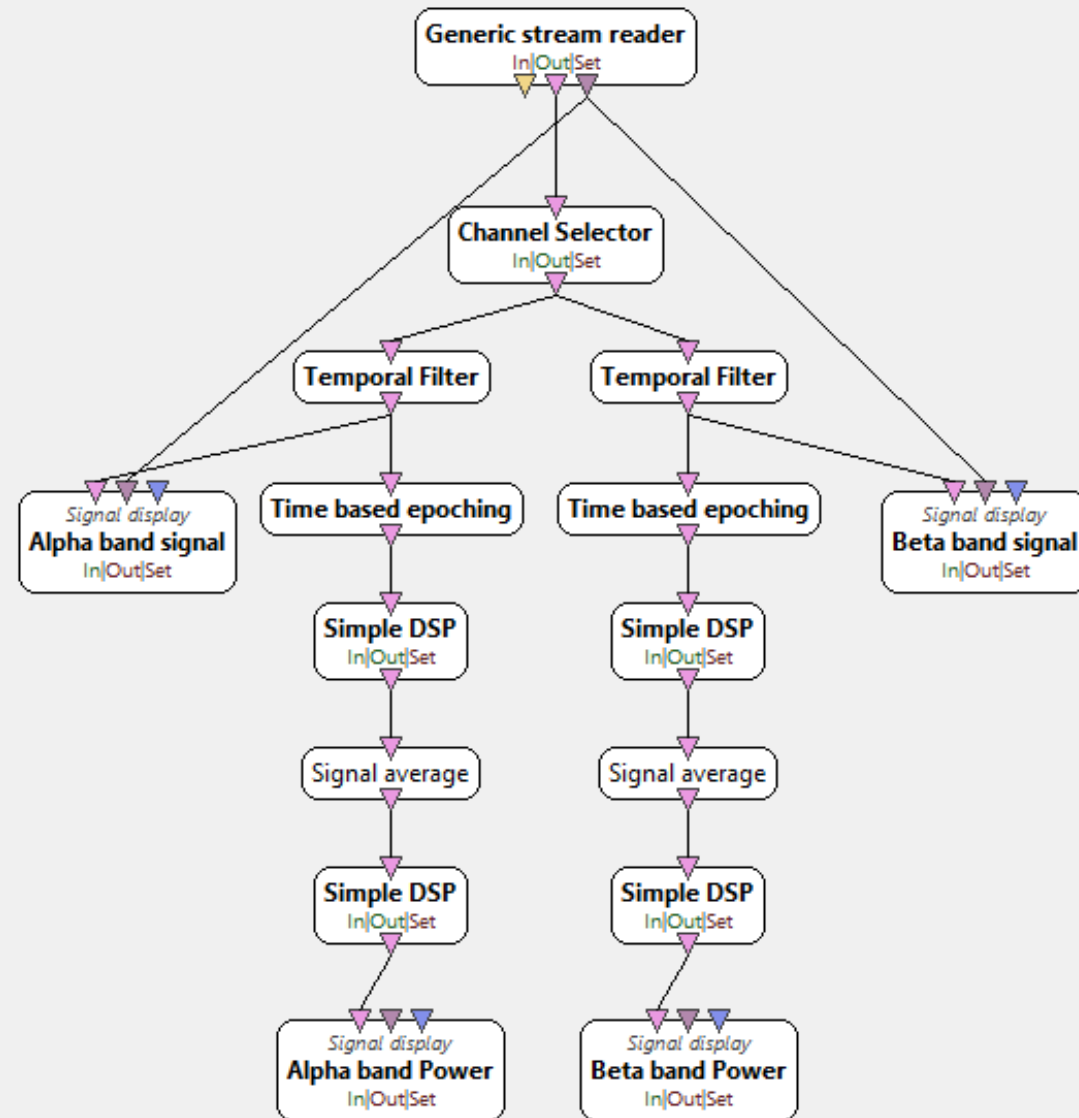 Generic stream reader
In|Out|Set
Channel Selector
In|Out|Set
Temporal Filter
Temporal Filter
Signal display
Alpha band signal
In|Out|Set
Time based epoching
Time based epoching
Signal display
Beta band signal
In|Out|Set
Simple DSP
In|Out|Set
Simple DSP
In|Out|Set
Signal average
Signal average
Simple DSP
In|Out|Set
Simple DSP
In|Out|Set
Signal display
Alpha band Power
In|Out|Set
Signal display
Beta band Power
In|Out|Set